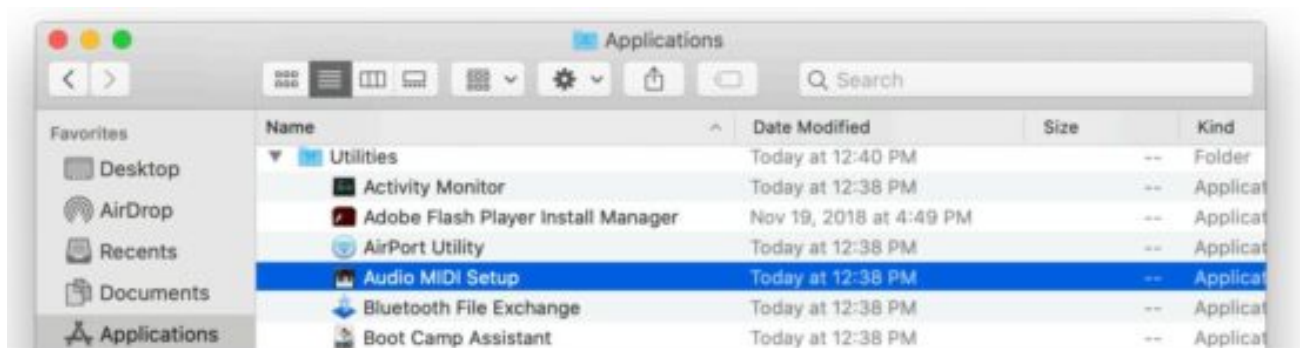 Applications
Search
Favorites
Desktop
AirDrop
Recents
Documents
Applications
Name Date Modified Size Kind
Utilities Today at 12:40 PM -- Folder
Activity Monitor Today at 12:38 PM -- Applicat
Adobe Flash Player Install Manager Nov 19, 2018 at 4:49 PM -- Applicat
AirPort Utility Today at 12:38 PM -- Applicat
Audio MIDI Setup Today at 12:38 PM -- Applicat
Bluetooth File Exchange Today at 12:38 PM -- Applicat
Boot Camp Assistant Today at 12:38 PM -- Applicat